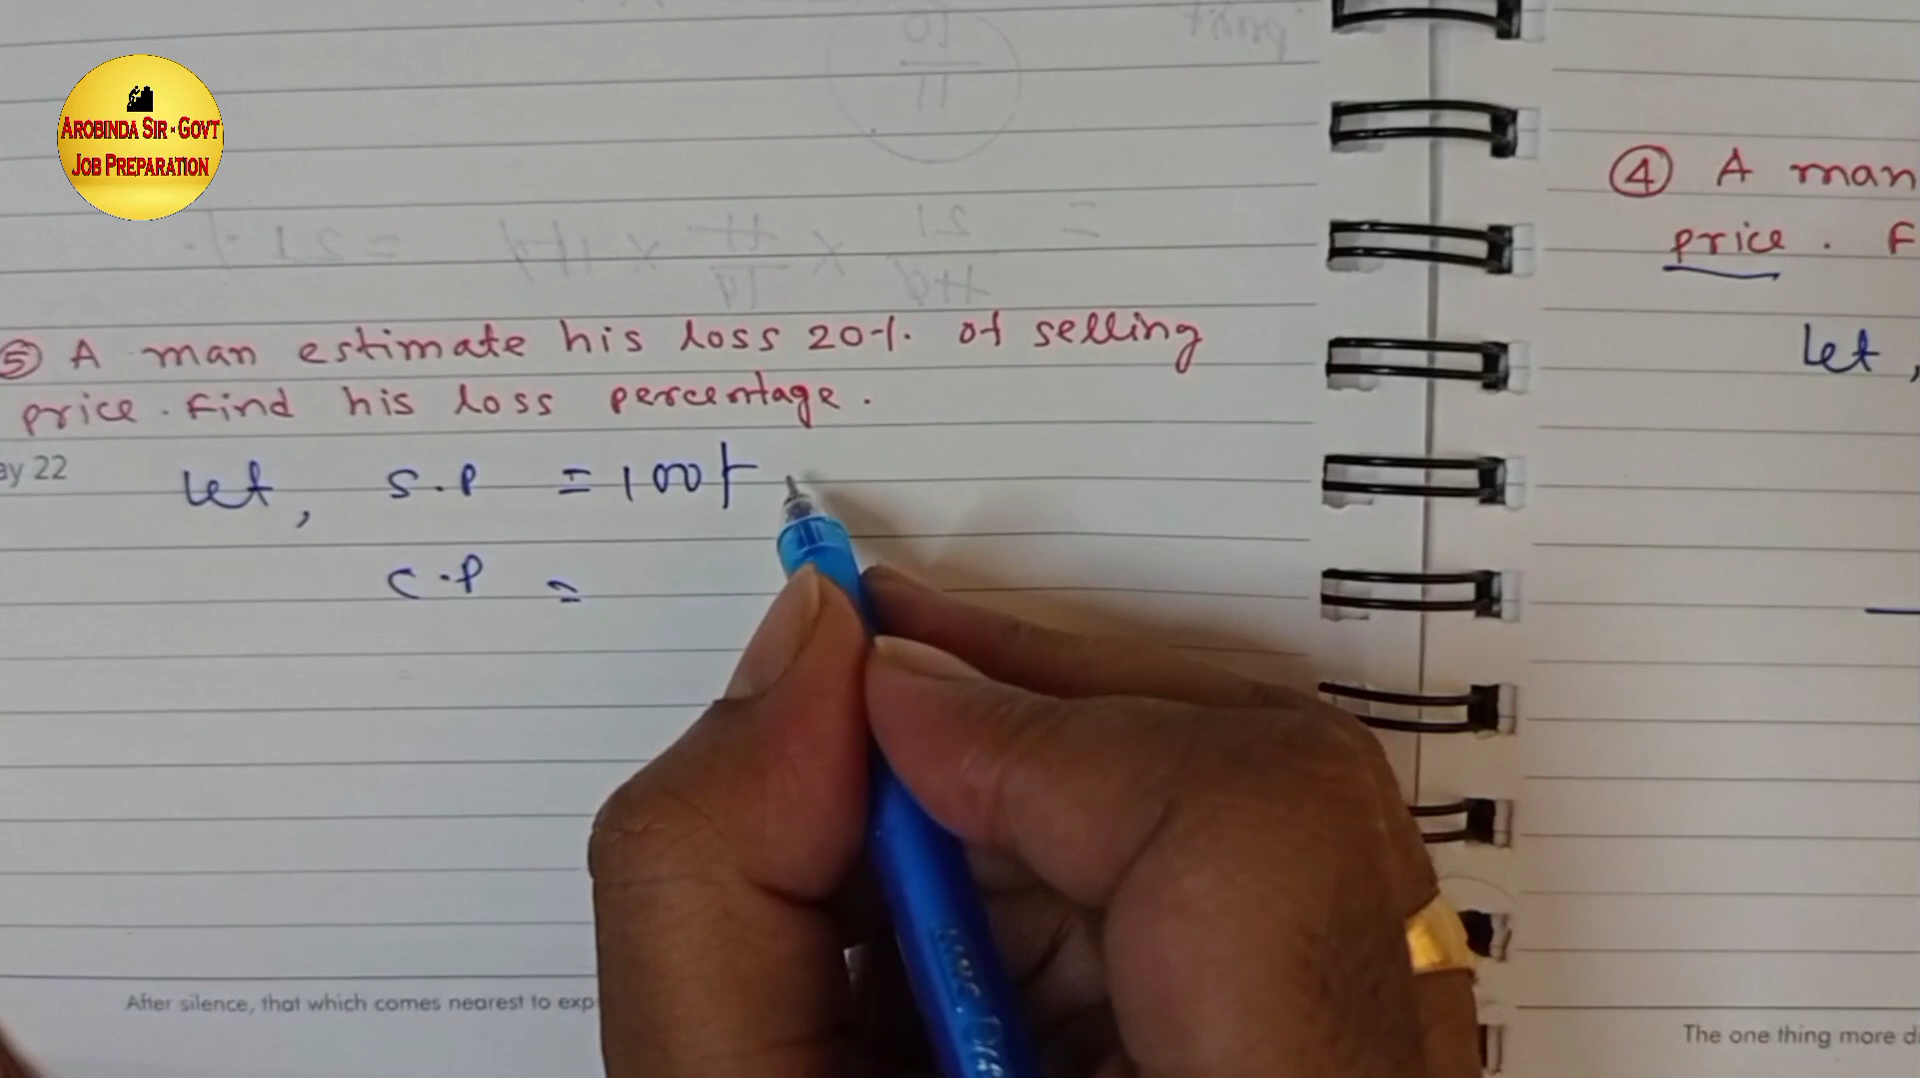 AROBINDA SIR - GOVT
JOB PREPARATION
⑤ A man estimate his loss 20%. of selling
price. Find his loss percentage.
ay 22
Let, S.P = 100/-
C.P =
After silence, that which comes nearest to exp
④ A man
price. F
Let,
The one thing more d